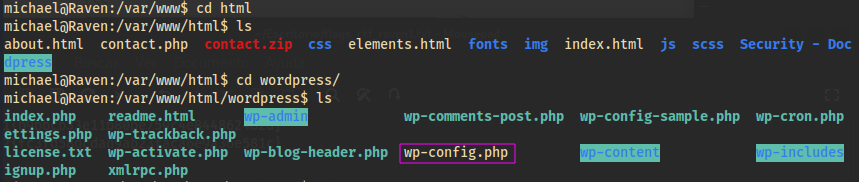 michael@Raven:/var/www$ cd html
michael@Raven:/var/www/html$ ls
about.html contact.php contact.zip css elements.html fonts img index.html js scss Security - Doc
dpress
michael@Raven:/var/www/html$ cd wordpress/
michael@Raven:/var/www/html/wordpress$ ls
index.php readme.html wp-admin wp-comments-post.php wp-config-sample.php wp-cron.php
ettings.php wp-trackback.php
license.txt wp-activate.php wp-blog-header.php wp-config.php wp-content wp-includes
ignup.php xmlrpc.php